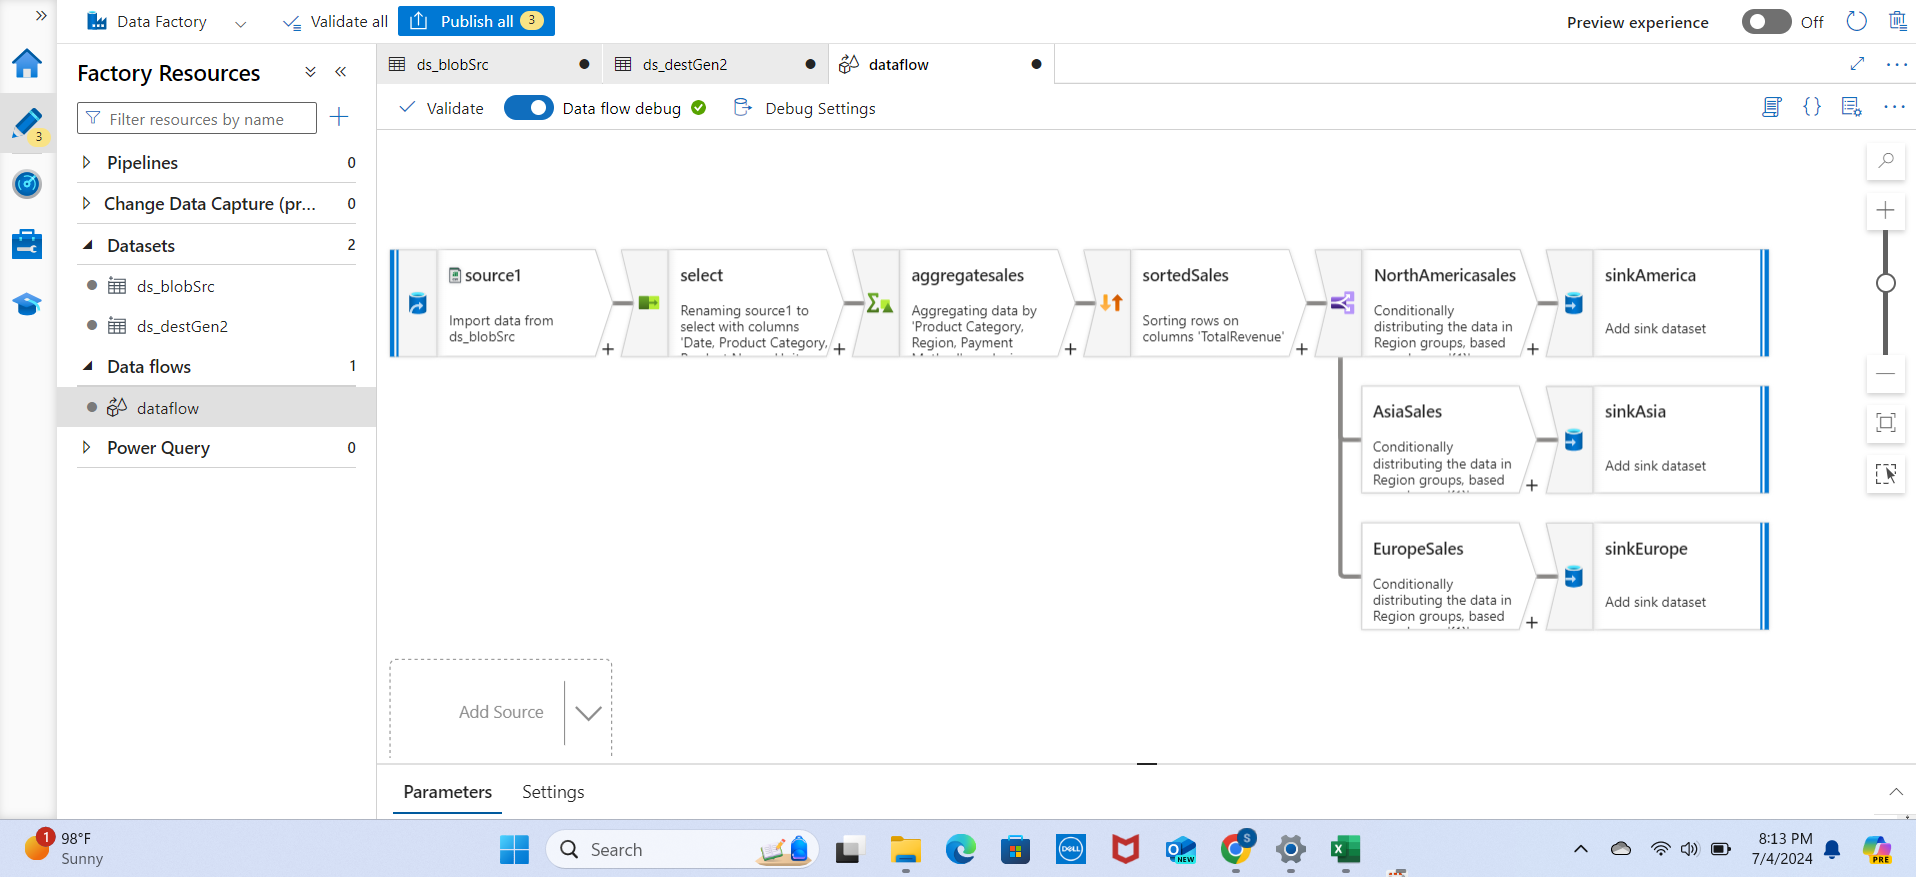 Data Factory
Validate all
Publish all
3
Preview experience
Off
Factory Resources
Filter resources by name
3
Pipelines 0
Change Data Capture (pr... 0
Datasets 2
ds_blobSrc
ds_destGen2
Data flows 1
dataflow
Power Query 0
ds_blobSrc
ds_destGen2
dataflow
Validate
Data flow debug
Debug Settings
source1
Import data from
ds_blobSrc
select
Renaming source1 to
select with columns
'Date, Product Category,
aggregatesales
Aggregating data by
'Product Category,
Region, Payment
sortedSales
Sorting rows on
columns 'TotalRevenue'
NorthAmericasales
Conditionally
distributing the data in
Region groups, based
sinkAmerica
Add sink dataset
AsiaSales
Conditionally
distributing the data in
Region groups, based
sinkAsia
Add sink dataset
EuropeSales
Conditionally
distributing the data in
Region groups, based
sinkEurope
Add sink dataset
Add Source
Parameters
Settings
1
98°F
Sunny
Search
DELL
NEW
S
8:13 PM
7/4/2024
PRE